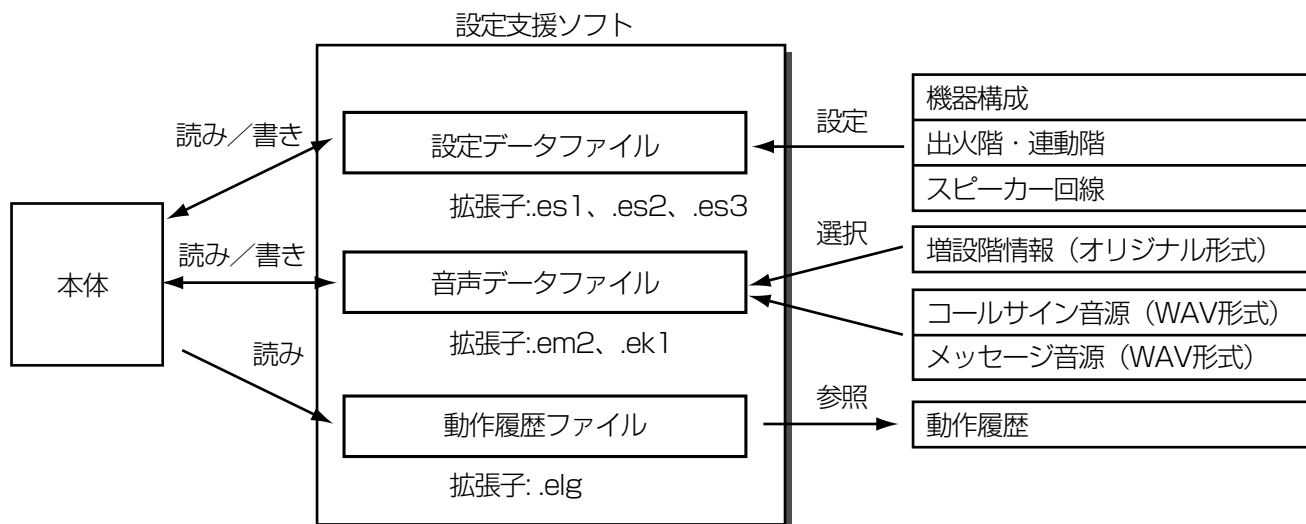 設定支援ソフト
読み／書き
設定データファイル
拡張子:.es1、.es2、.es3
設定
機器構成
出火階・連動階
スピーカー回線
本体
読み／書き
音声データファイル
拡張子:.em2、.ek1
選択
増設階情報（オリジナル形式）
コールサイン音源（WAV形式）
メッセージ音源（WAV形式）
読み
動作履歴ファイル
拡張子: .elg
参照
動作履歴